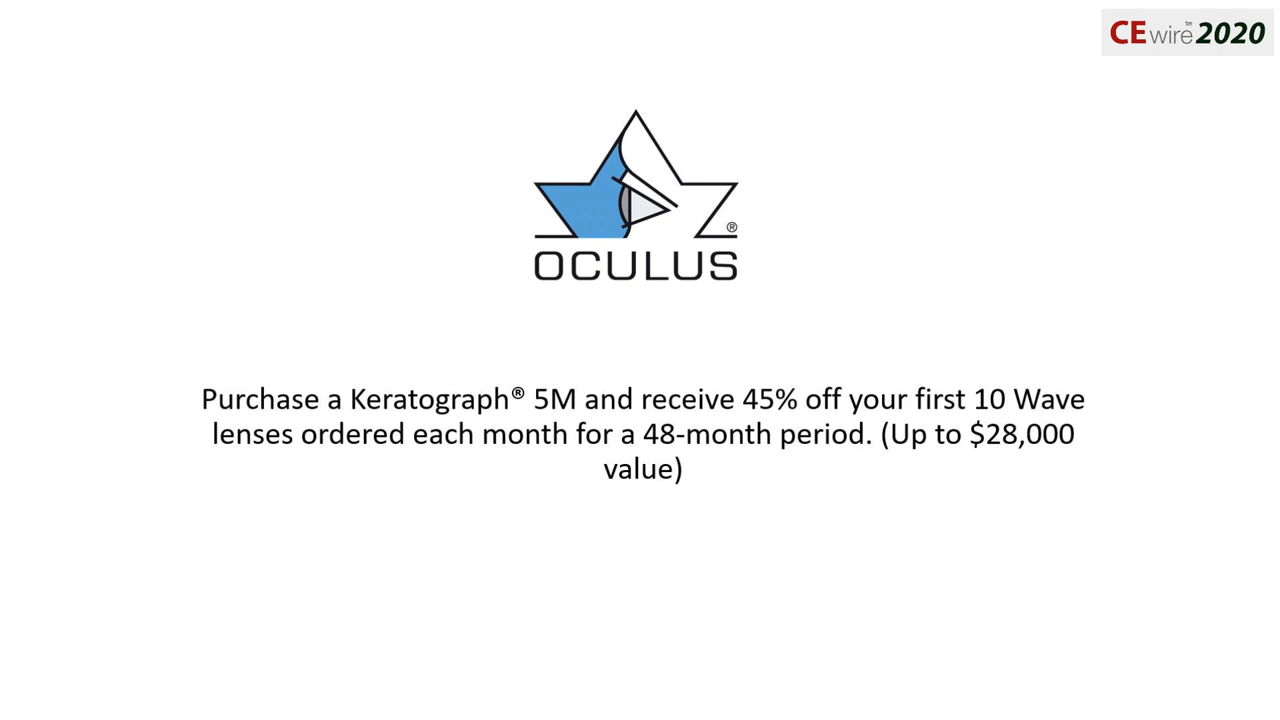 CEwire™2020
®
OCULUS
Purchase a Keratograph® 5M and receive 45% off your first 10 Wave
lenses ordered each month for a 48-month period. (Up to $28,000
value)